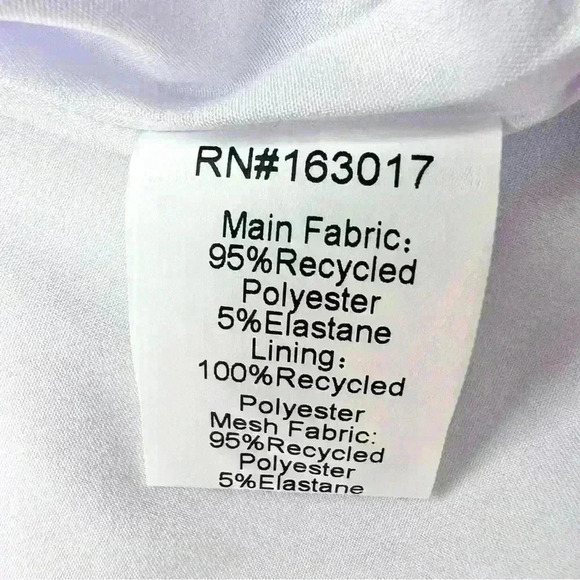 RN#163017
Main Fabric:
95%Recycled
Polyester
5%Elastane
Lining:
100%Recycled
Polyester
Mesh Fabric:
95%Recycled
Polyester
5%Elastane